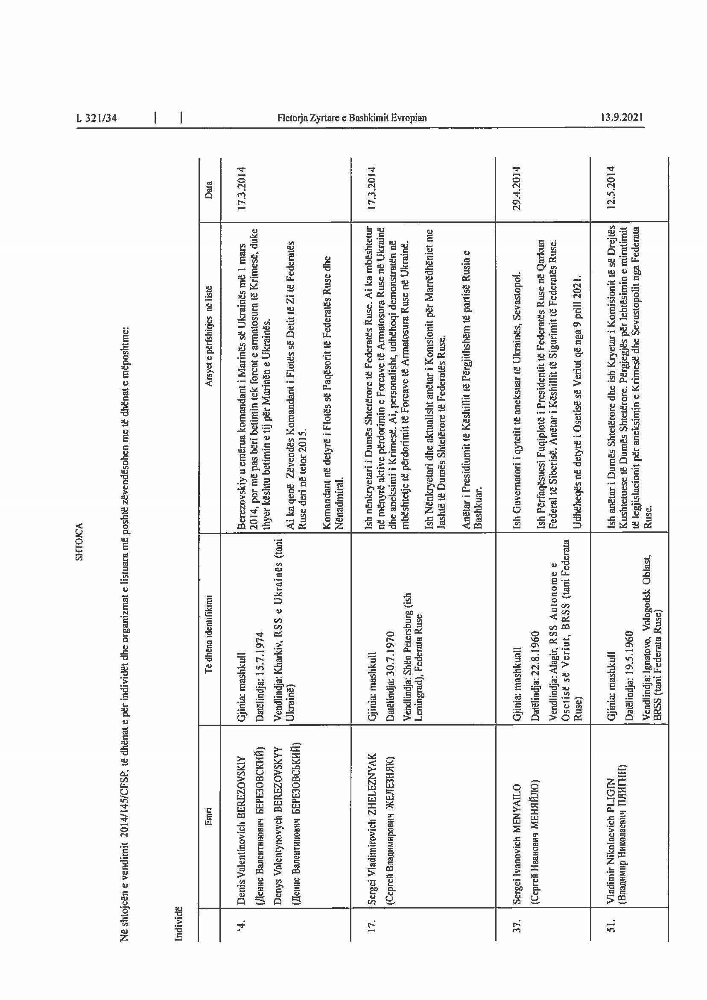 L 321/34 | | Fletorja Zyrtare e Bashkimit Evropian 13.9.2021
SHTOJCA
Në shtojcën e vendimit 2014/145/CFSP, të dhënat e për individët dhe organizmat e listuara më poshtë zëvendësohen me të dhënat e mëposhtme:
Individë
Emri
Të dhëna identifikimi
Arsyet e përfshirjes në listë
Data
‘4.
Denis Valentinovich BEREZOVSKIY
(Денис Валентинович БЕРЕЗОВСКИЙ)
Denys Valentynovych BEREZOVSKYY
(Денис Валентинович БЕРЕЗОВСЬКИЙ)
Gjinia: mashkull
Datëlindja: 15.7.1974
Vendlindja: Kharkiv, RSS e Ukrainës (tani
Ukrainë)
Berezovskiy u emërua komandant i Marinës së Ukrainës më 1 mars
2014, por më pas bëri betimin tek forcat e armatosura të Krimesë, duke
thyer kështu betimin e tij për Marinën e Ukrainës.
Ai ka qenë Zëvendës Komandant i Flotës së Detit të Zi të Federatës
Ruse deri në tetor 2015.
Komandant në detyrë i Flotës së Paqësorit të Federatës Ruse dhe
Nënadmiral.
17.3.2014
17.
Sergei Vladimirovich ZHELEZNYAK
(Сергей Владимирович ЖЕЛЕЗНЯК)
Gjinia: mashkull
Datëlindja: 30.7.1970
Vendlindja: Shën Petersburg (ish
Leningrad), Federata Ruse
Ish nënkryetari i Dumës Shtetërore të Federatës Ruse. Ai ka mbështetur
në mënyrë aktive përdorimin e Forcave të Armatosura Ruse në Ukrainë
dhe aneksimi i Krimesë. Ai, personalisht, udhëhoqi demonstratën në
mbështetje të përdorimit të Forcave të Armatosura Ruse në Ukrainë.
Ish Nënkryetari dhe aktualisht anëtar i Komsionit për Marrëdhëniet me
Jashtë të Dumës Shtetërore të Federatës Ruse.
Anëtar i Presidiumit të Këshillit të Përgjithshëm të partisë Rusia e
Bashkuar.
17.3.2014
37.
Sergei Ivanovich MENYAILO
(Сергей Иванович МЕНЯЙЛО)
Gjinia: mashkuall
Datëlindja: 22.8.1960
Vendlindja: Alagir, RSS Autonome e
Osetisë së Veriut, BRSS (tani Federata
Ruse)
Ish Guvernatori i qytetit të aneksuar të Ukrainës, Sevastopol.
Ish Përfaqësuesi Fuqiplotë i Presidentit të Federatës Ruse në Qarkun
Federal të Siberisë. Anëtar i Këshillit të Sigurimit të Federatës Ruse.
Udhëheqës në detyrë i Osetisë së Veriut që nga 9 prill 2021.
29.4.2014
51.
Vladimir Nikolaevich PLIGIN
(Владимир Николаевич ПЛИГИН)
Gjinia: mashkull
Datëlindja: 19.5.1960
Vendlindja: Ignatovo, Vologodsk Oblast,
BRSS (tani Federata Ruse)
Ish anëtar i Dumës Shtetërore dhe ish Kryetar i Komisionit të së Drejtës
Kushtetuese të Dumës Shtetërore. Përgjegjës për lehtësimin e miratimit
të legjislacionit për aneksimin e Krimesë dhe Sevastopolit nga Federata
Ruse.
12.5.2014